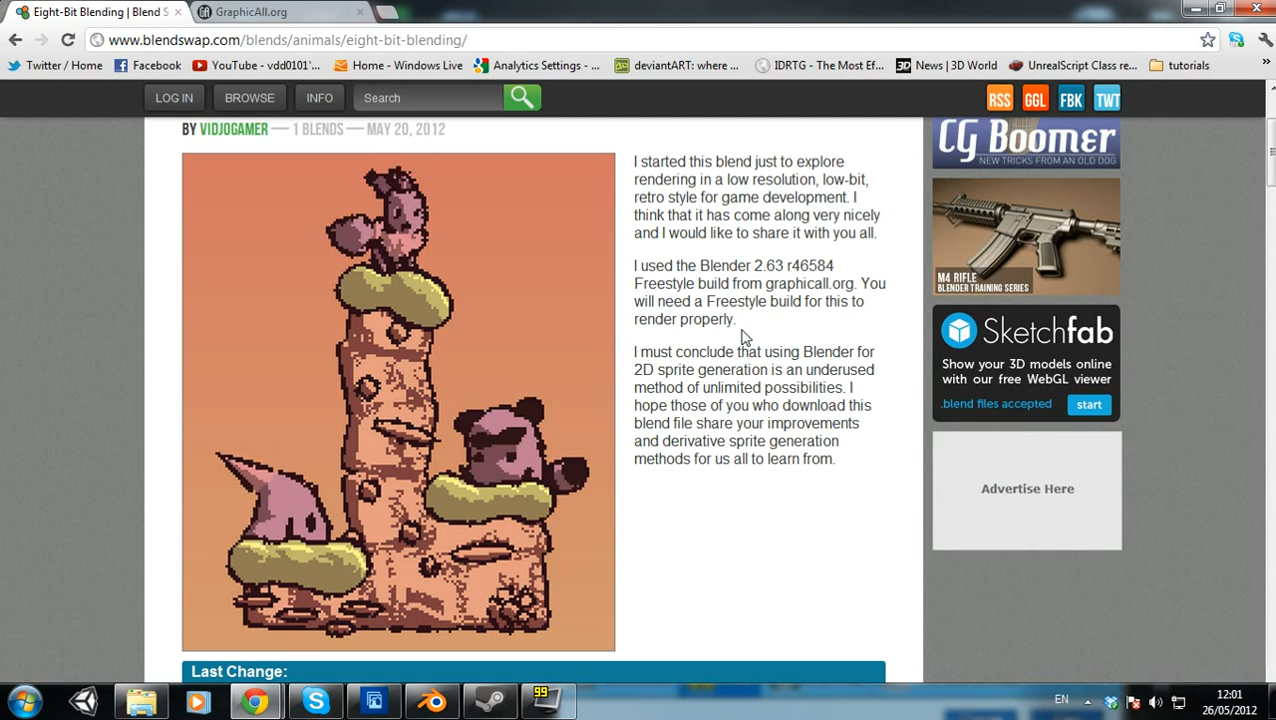 Eight-Bit Blending | Blend S
GraphicAll.org
www.blendswap.com/blends/animals/eight-bit-blending/
Twitter / Home
Facebook
YouTube - vdd0101'...
Home - Windows Live
Analytics Settings - ...
deviantART: where ...
IDRTG - The Most Ef...
3D News | 3D World
UnrealScript Class re...
tutorials
»
LOG IN
BROWSE
INFO
Search
RSS
GGL
FBK
TWT
BY VIDJOGAMER — 1 BLENDS — MAY 20, 2012
I started this blend just to explore
rendering in a low resolution, low-bit,
retro style for game development. I
think that it has come along very nicely
and I would like to share it with you all.
I used the Blender 2.63 r46584
Freestyle build from graphicall.org. You
will need a Freestyle build for this to
render properly.
I must conclude that using Blender for
2D sprite generation is an underused
method of unlimited possibilities. I
hope those of you who download this
blend file share your improvements
and derivative sprite generation
methods for us all to learn from.
CG Boomer
NEW TRICKS FROM AN OLD DOG
M4 RIFLE
BLENDER TRAINING SERIES
Sketchfab
Show your 3D models online
with our free WebGL viewer
.blend files accepted
start
Advertise Here
Last Change:
99
EN
12:01
26/05/2012